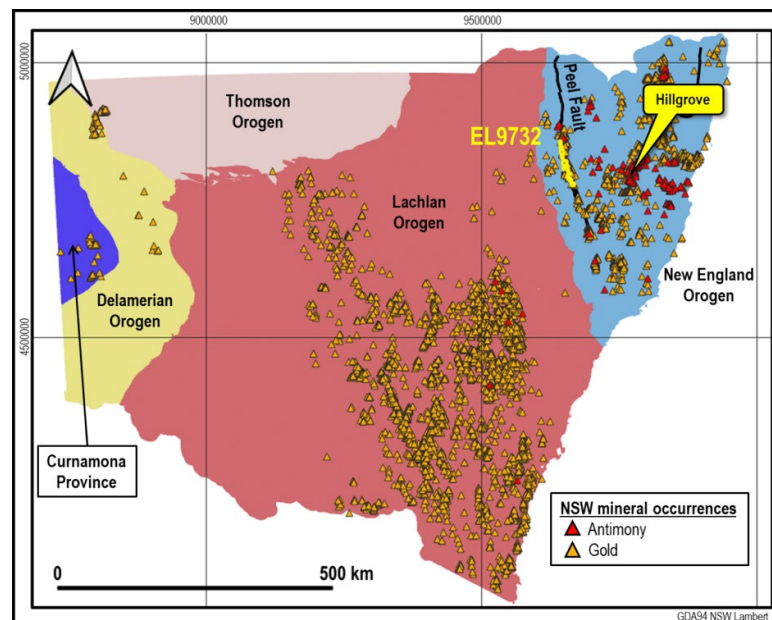 9000000
9500000
5000000
4500000
Thomson
Orogen
Peel Fault
Hillgrove
EL9732
Lachlan
Orogen
New England
Orogen
Delamerian
Orogen
Curnamona
Province
NSW mineral occurrences
Antimony
Gold
0
500 km
GDA94 NSW Lambert